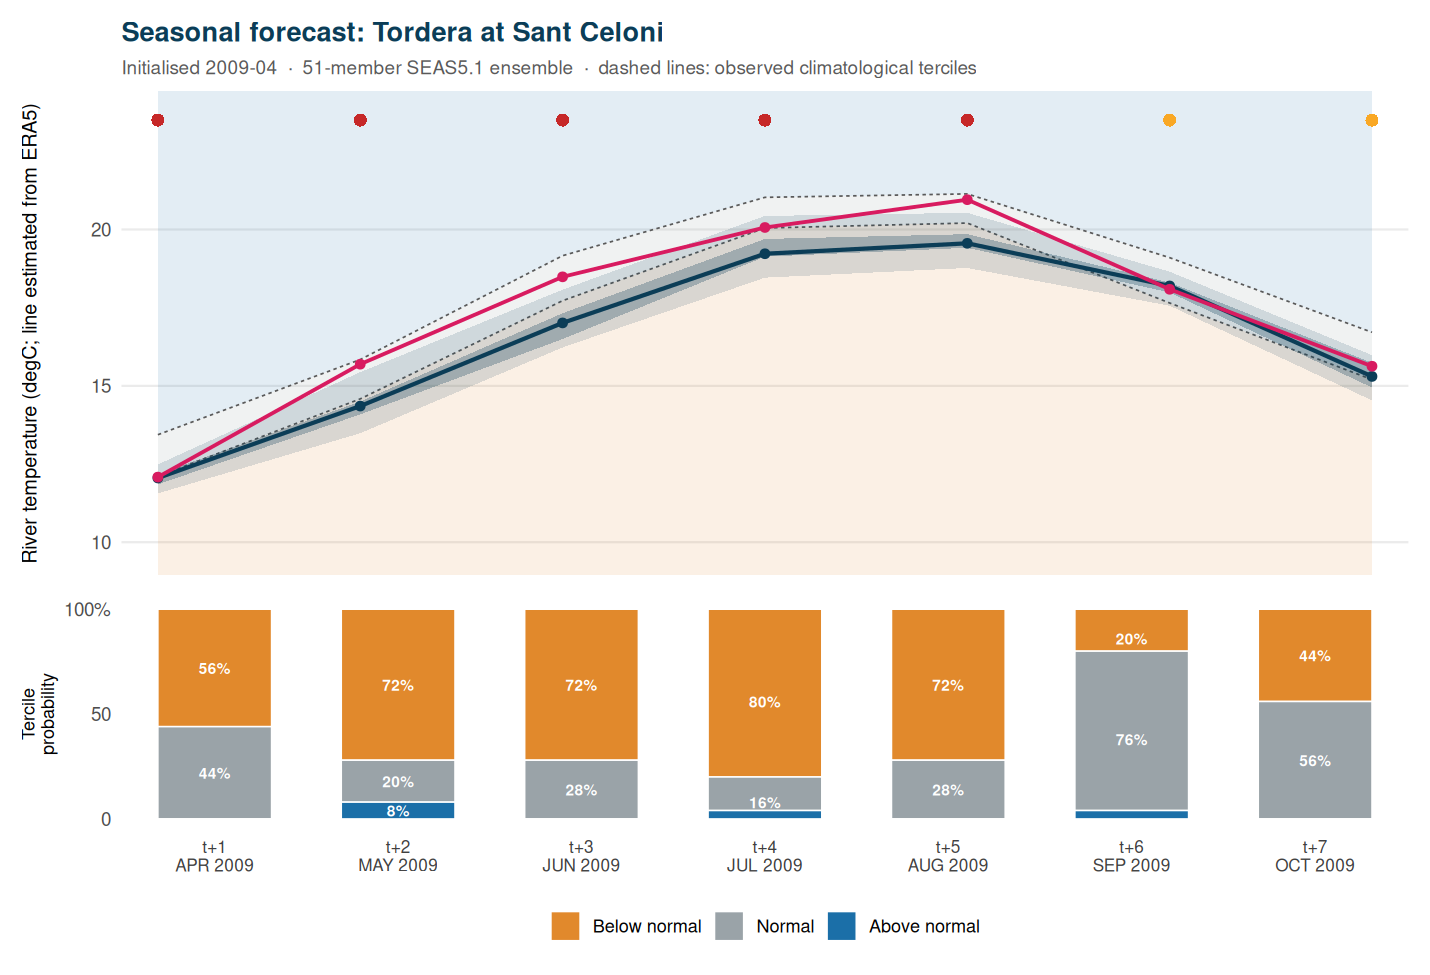 Seasonal forecast: Tordera at Sant Celoni
Initialised 2009-04 · 51-member SEAS5.1 ensemble · dashed lines: observed climatological terciles
River temperature (degC; line estimated from ERA5)
20
15
10
Tercile
probability
100%
50
0
56%
44%
72%
20%
8%
72%
28%
80%
16%
72%
28%
20%
76%
44%
56%
t+1
APR 2009
t+2
MAY 2009
t+3
JUN 2009
t+4
JUL 2009
t+5
AUG 2009
t+6
SEP 2009
t+7
OCT 2009
Below normal
Normal
Above normal